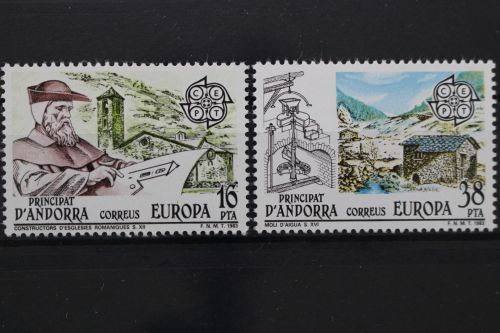 CEPT
16
PTA
PRINCIPAT
D'ANDORRA CORREUS EUROPA
CONSTRUCTORS D'ESGLESIES ROMANIQUES S. XII F. N. M. T. 1983
CEPT
38
PTA
PRINCIPAT
D'ANDORRA CORREUS EUROPA
MOLI D'AIGUA S. XVI F. N. M. T. 1983